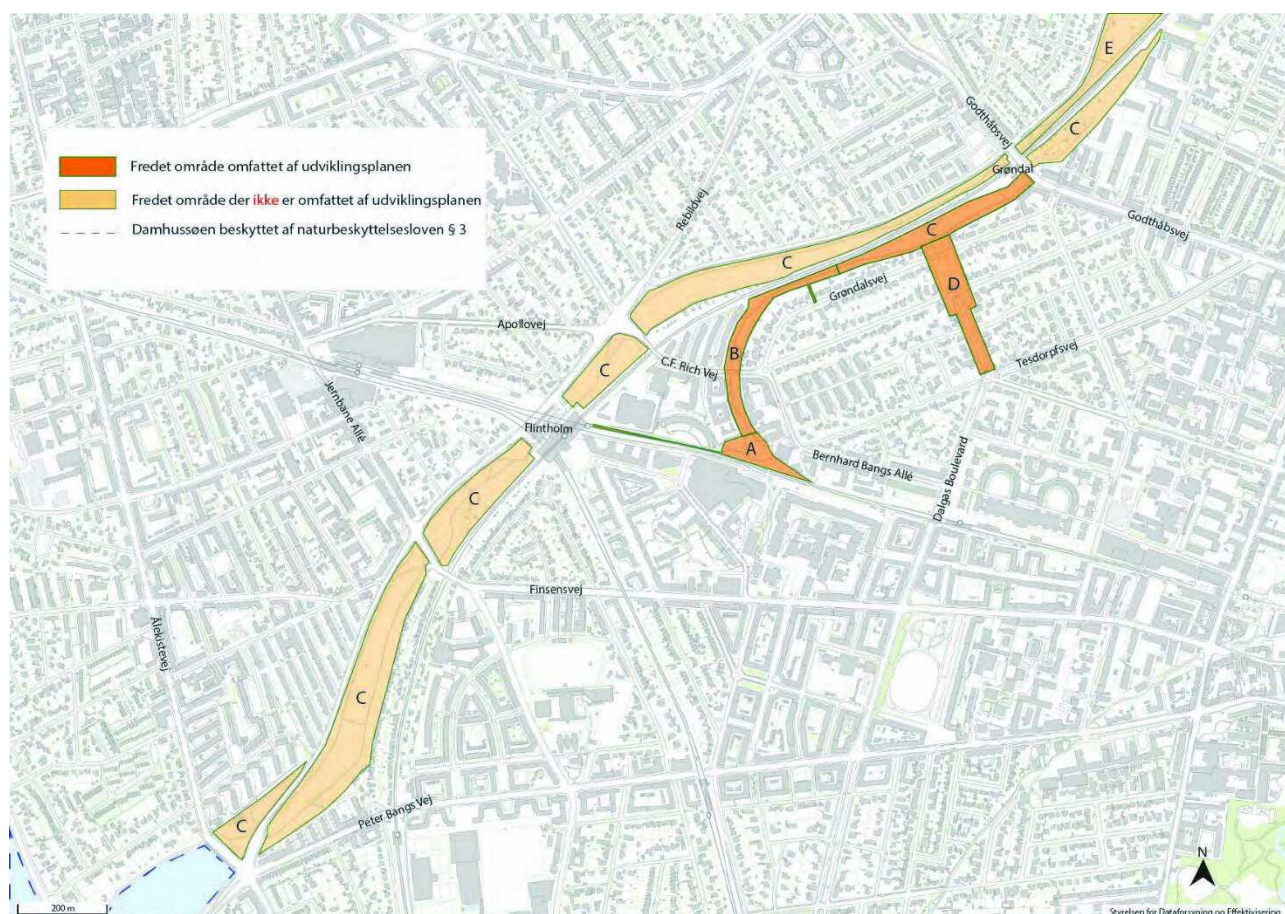 E
Godthåbsvej
C
Fredet område omfattet af udviklingsplanen
Grøndal
Fredet område der ikke er omfattet af udviklingsplanen
Rebildvej
Godthåbsvej
Damhussøen beskyttet af naturbeskyttelsesloven § 3
C
C
Grøndalsvej
D
Apollovej
B
C.F. Rich Vej
Tesdorpfsvej
C
Jernbane Allé
Flintholm
A
Bernhard Bangs Allé
Dalgas Boulevard
C
Finsensvej
Ålekistevej
C
Peter Bangs Vej
C
N
200 m
Styrelsen for Dataforsyning og Effektivisering